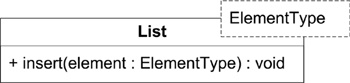 ElementType
List
+ insert(element : ElementType) : void